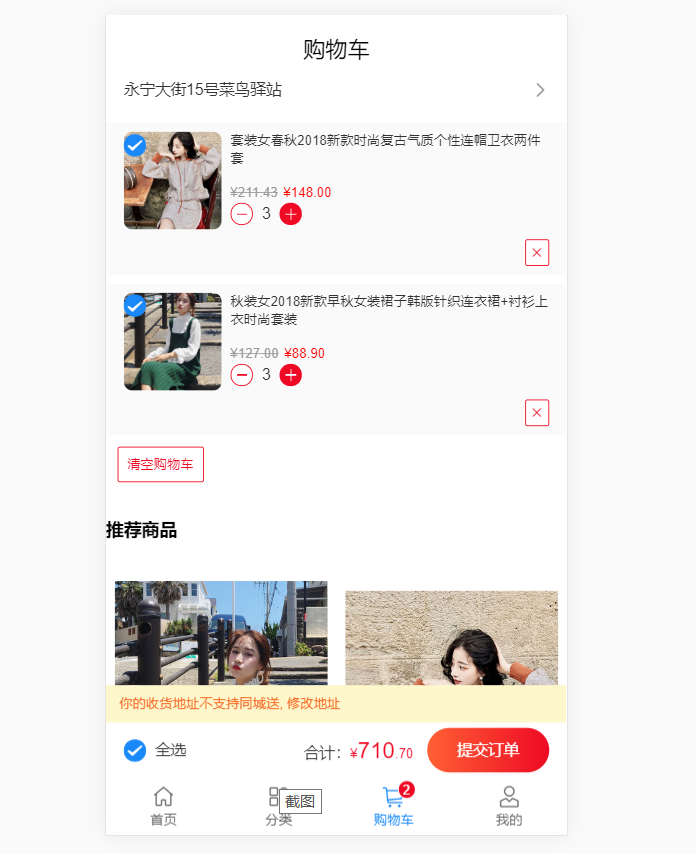 购物车
永宁大街15号菜鸟驿站
套装女春秋2018新款时尚复古气质个性连帽卫衣两件
套
¥211.43 ¥148.00
3
秋装女2018新款早秋女装裙子韩版针织连衣裙+衬衫上
衣时尚套装
¥127.00 ¥88.90
3
清空购物车
推荐商品
你的收货地址不支持同城送, 修改地址
全选
合计：¥710.70
提交订单
2
截图
首页
分类
购物车
我的